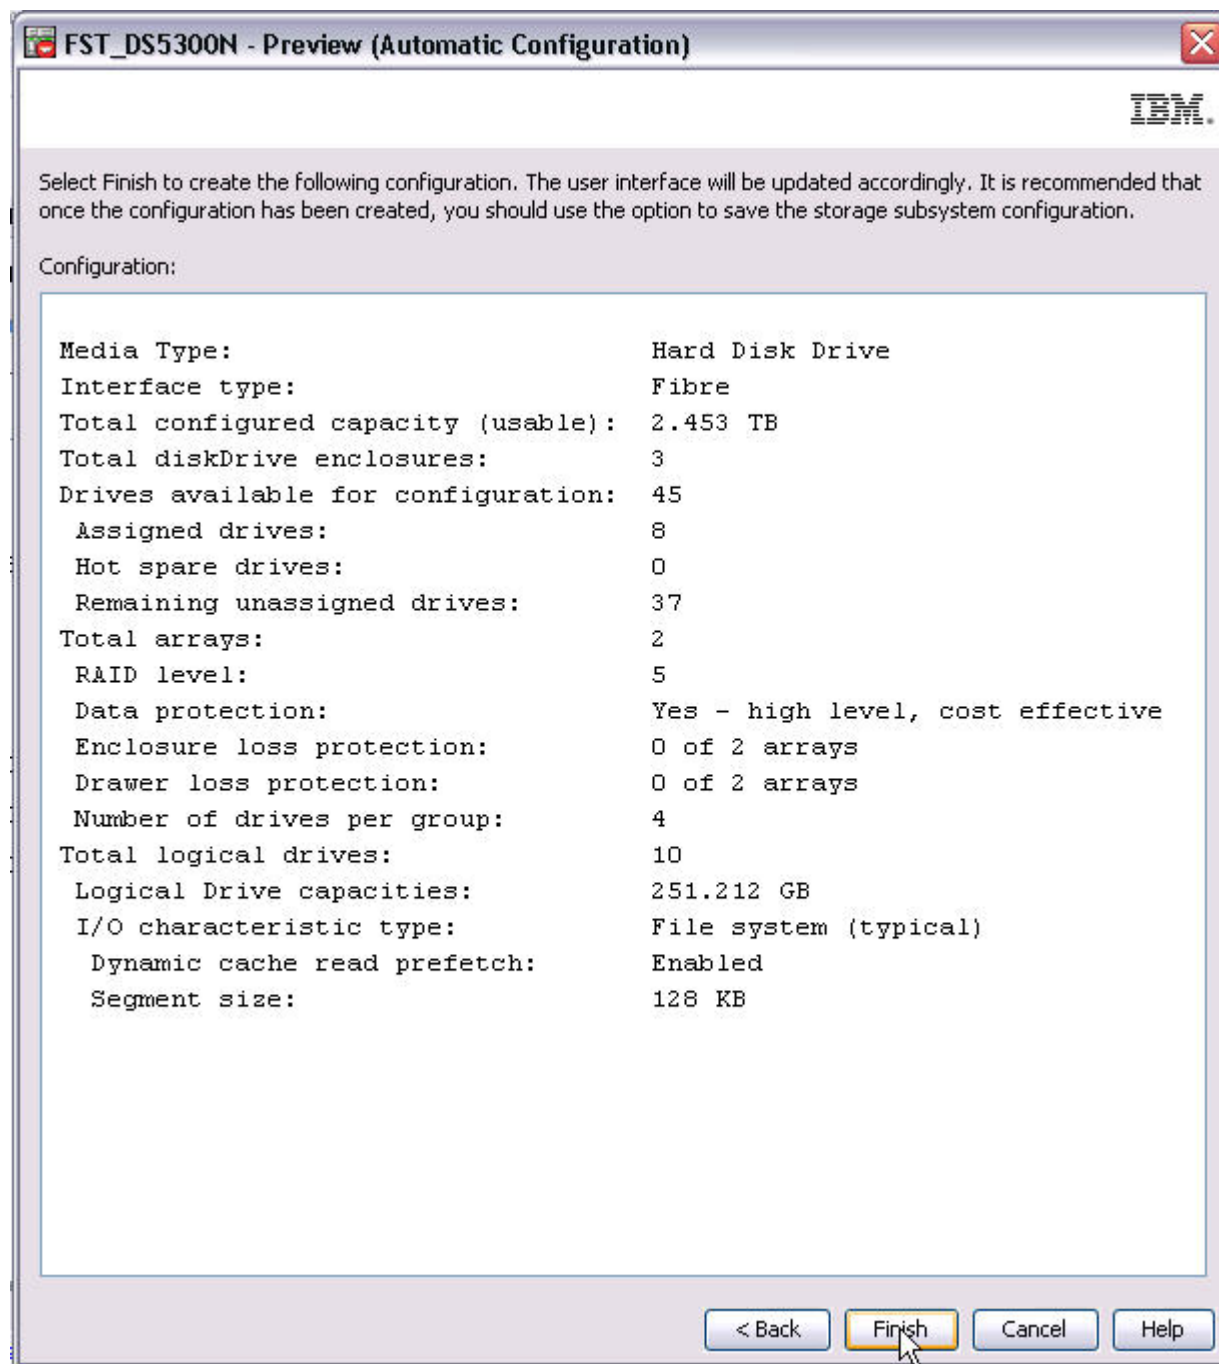 FST_DS5300N - Preview (Automatic Configuration)
IBM.
Select Finish to create the following configuration. The user interface will be updated accordingly. It is recommended that
once the configuration has been created, you should use the option to save the storage subsystem configuration.
Configuration:
Media Type: Hard Disk Drive
Interface type: Fibre
Total configured capacity (usable): 2.453 TB
Total diskDrive enclosures: 3
Drives available for configuration: 45
Assigned drives: 8
Hot spare drives: 0
Remaining unassigned drives: 37
Total arrays: 2
RAID level: 5
Data protection: Yes - high level, cost effective
Enclosure loss protection: 0 of 2 arrays
Drawer loss protection: 0 of 2 arrays
Number of drives per group: 4
Total logical drives: 10
Logical Drive capacities: 251.212 GB
I/O characteristic type: File system (typical)
Dynamic cache read prefetch: Enabled
Segment size: 128 KB
< Back Finish Cancel Help